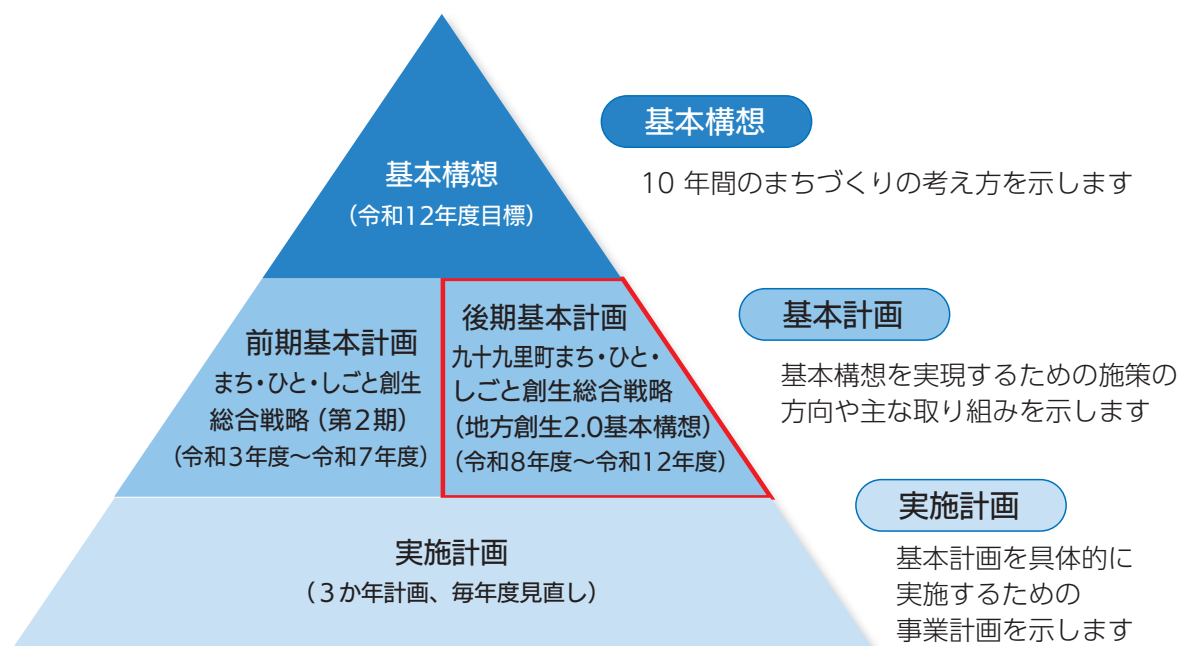 基本構想
(令和12年度目標)
基本構想
10 年間のまちづくりの考え方を示します
前期基本計画
まち・ひと・しごと創生
総合戦略(第2期)
(令和3年度～令和7年度)
後期基本計画
九十九里町まち・ひと・
しごと創生総合戦略
(地方創生2.0基本構想)
(令和8年度～令和12年度)
基本計画
基本構想を実現するための施策の
方向や主な取り組みを示します
実施計画
(3か年計画、毎年度見直し)
実施計画
基本計画を具体的に
実施するための
事業計画を示します